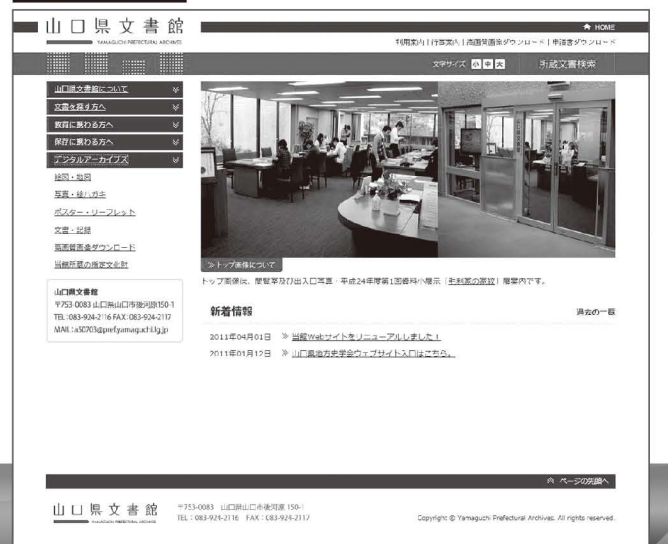 山口県文書館
YAMAGUCHI PREFECTURAL ARCHIVES
HOME
利用案内 | 行事案内 | 高画質画像ダウンロード | 申請書ダウンロード
文字サイズ 小 中 大
所蔵文書検索
山口県文書館について
文書を探す方へ
教育に関わる方へ
保存に関わる方へ
デジタルアーカイブズ
絵図・地図
写真・絵ハガキ
ポスター・リーフレット
文書・記録
高画質画像ダウンロード
当館所蔵の指定文化財
山口県文書館
〒753-0083 山口県山口市後河原150-1
TEL:083-924-2116 FAX:083-924-2117
MAIL:a50703@pref.yamaguchi.lg.jp
≫トップ画像について
トップ画像は、閲覧室及び出入口写真・平成24年度第1回資料小展示「毛利家の家紋」展案内です。
新着情報
過去の一覧
2011年04月01日 ≫ 当館Webサイトをリニューアルしました！
2011年01月12日 ≫ 山口県地方史学会ウェブサイト入口はこちら。
ページの先頭へ
山口県文書館
YAMAGUCHI PREFECTURAL ARCHIVES
〒753-0083 山口県山口市後河原 150-1
TEL：083-924-2116 FAX：083-924-2117
Copyright © Yamaguchi Prefectural Archives. All rights reserved.